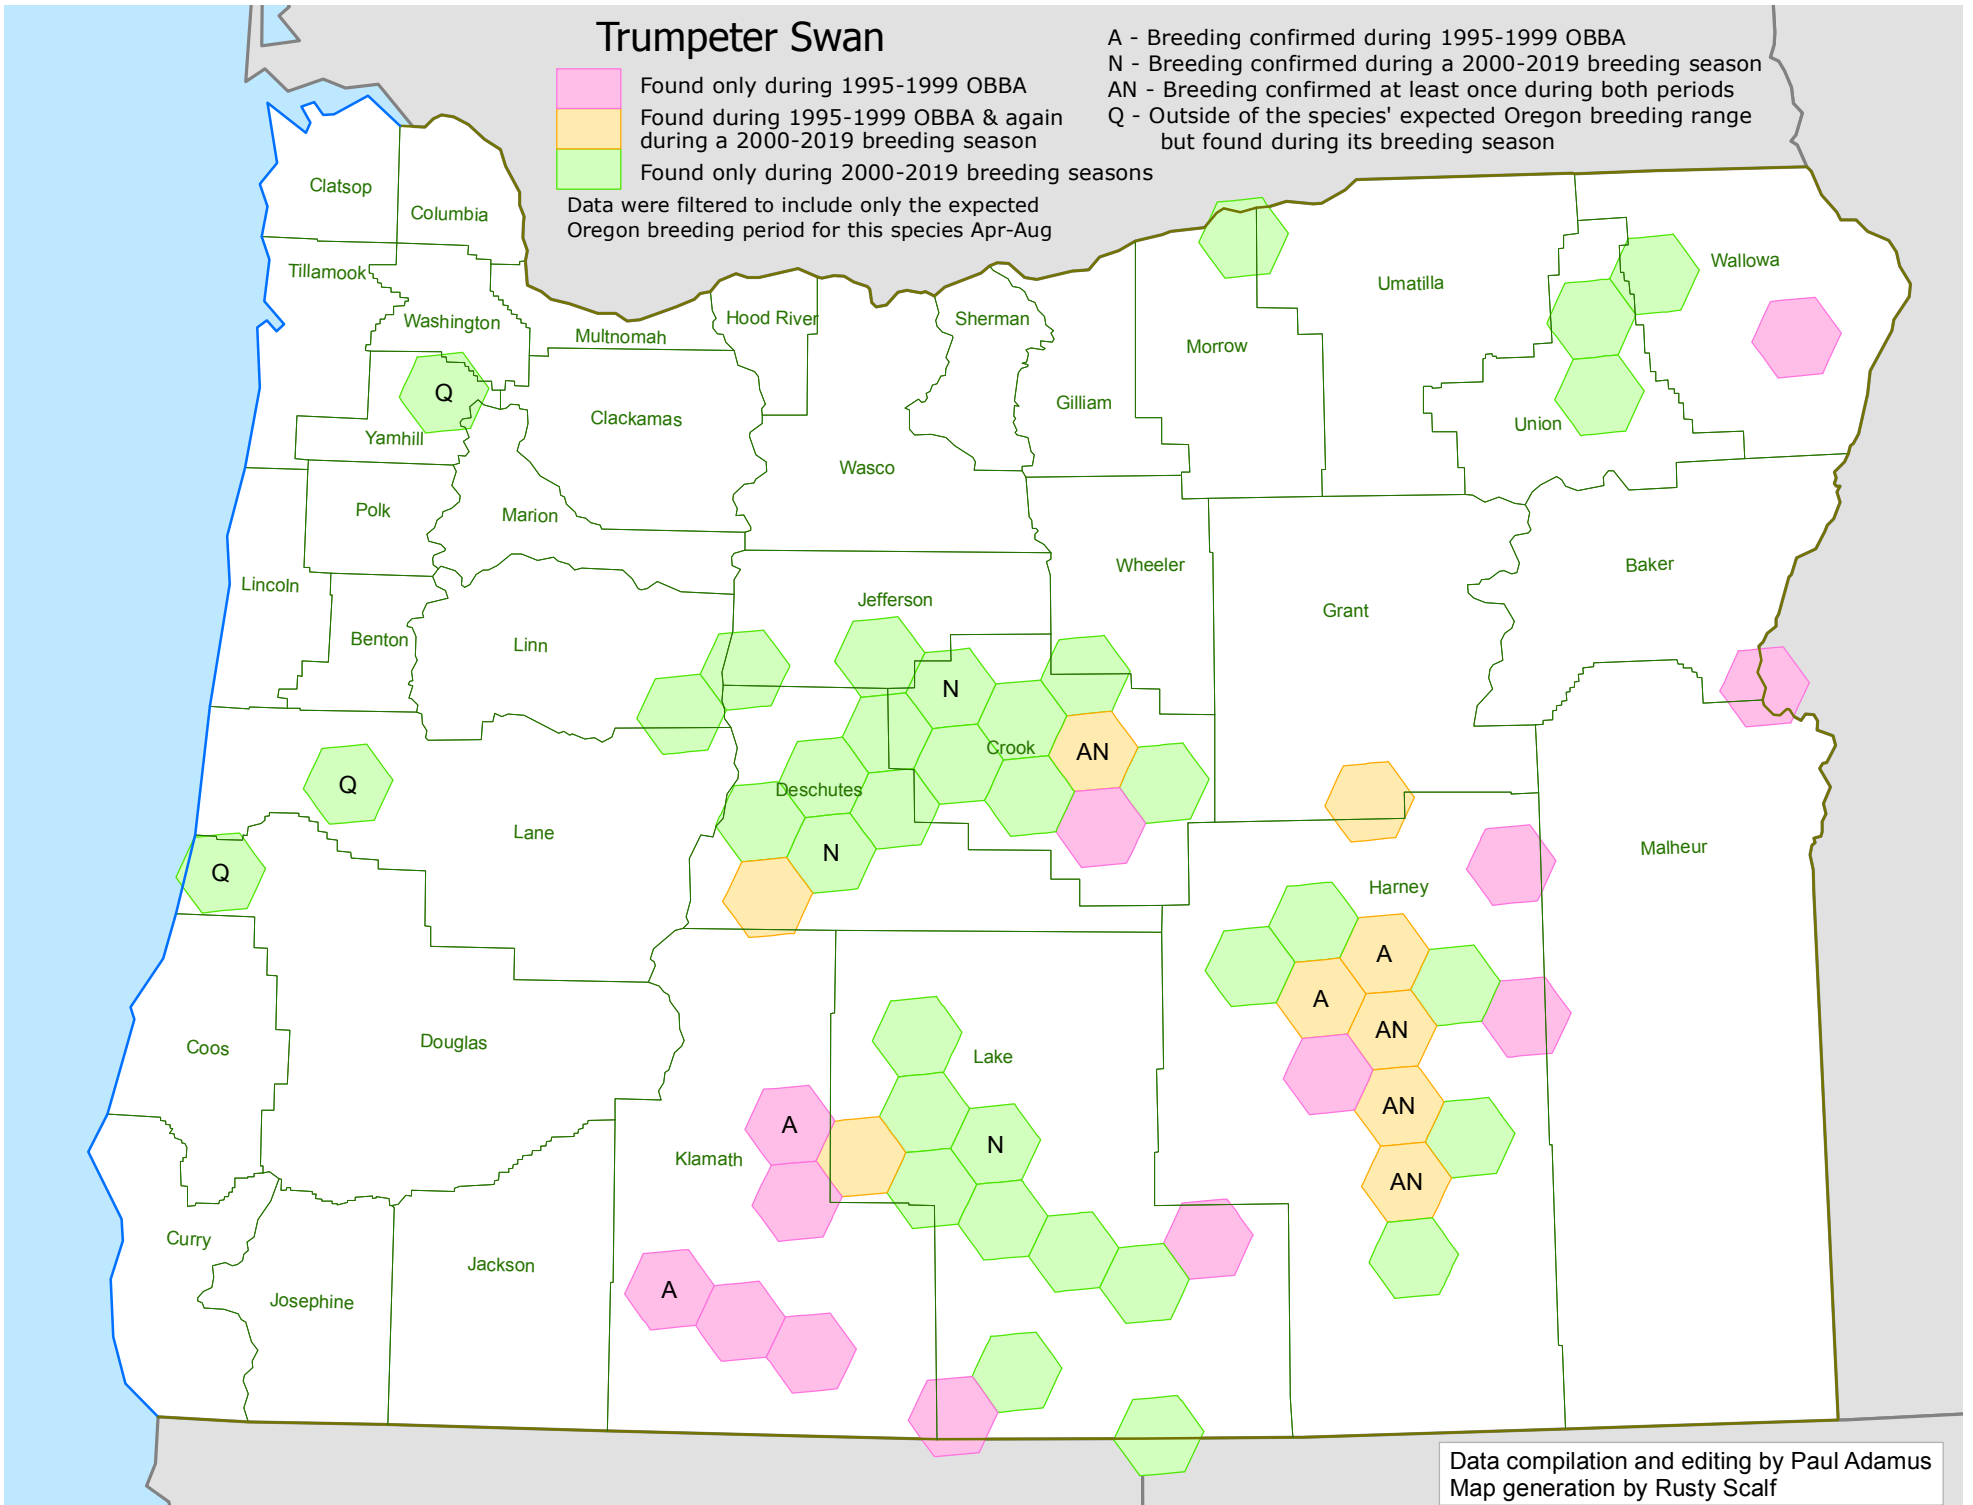 Trumpeter Swan
Found only during 1995-1999 OBBA
Found during 1995-1999 OBBA & again
during a 2000-2019 breeding season
Found only during 2000-2019 breeding seasons
Data were filtered to include only the expected
Oregon breeding period for this species Apr-Aug
A - Breeding confirmed during 1995-1999 OBBA
N - Breeding confirmed during a 2000-2019 breeding season
AN - Breeding confirmed at least once during both periods
Q - Outside of the species' expected Oregon breeding range
but found during its breeding season
Clatsop
Columbia
Tillamook
Washington
Multnomah
Hood River
Sherman
Wallowa
Umatilla
Morrow
Gilliam
Q
Yamhill
Clackamas
Union
Wasco
Polk
Marion
Wheeler
Baker
Lincoln
Jefferson
Grant
Benton
Linn
N
Crook
AN
Q
Deschutes
Lane
N
Malheur
Q
Harney
A
A
AN
Coos
Douglas
Lake
AN
A
N
Klamath
AN
Curry
Jackson
A
Josephine
Data compilation and editing by Paul Adamus
Map generation by Rusty Scalf